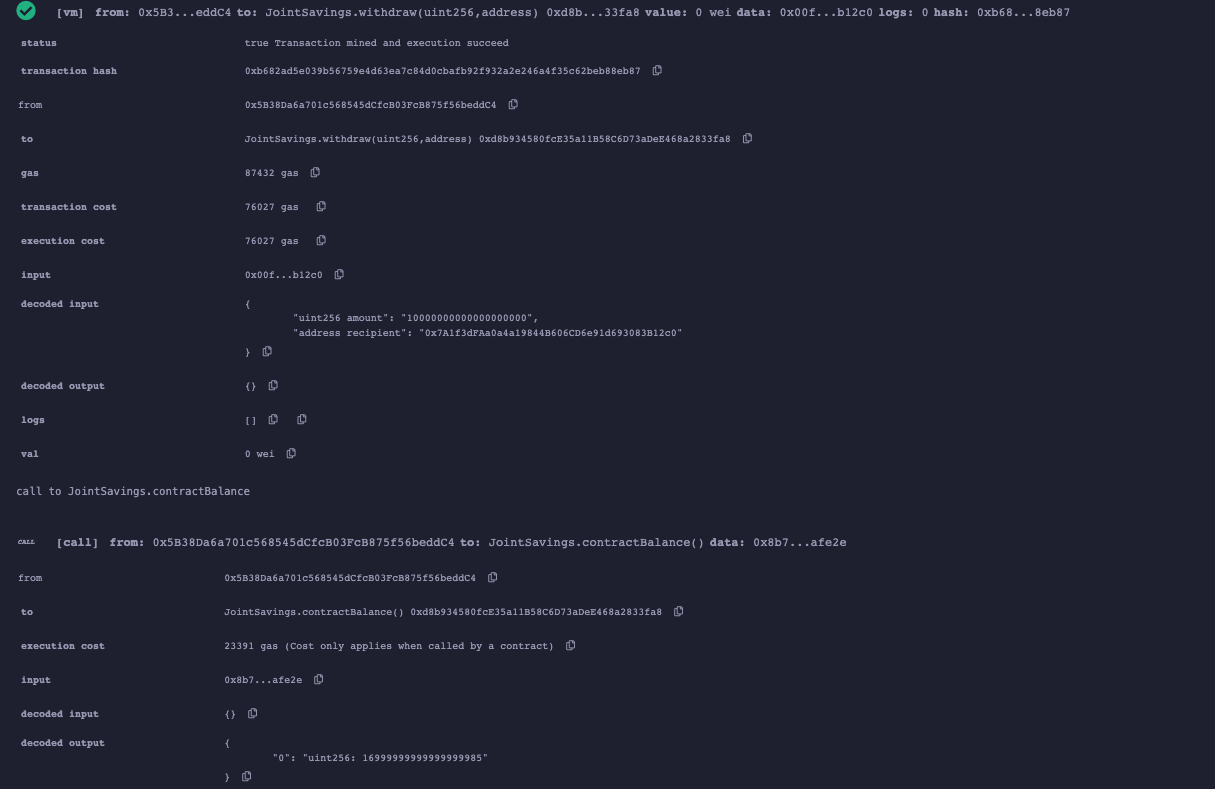 [vm] from: 0x5B3...eddC4 to: JointSavings.withdraw(uint256,address) 0xd8b...33fa8 value: 0 wei data: 0x00f...b12c0 logs: 0 hash: 0xb68...8eb87
status true Transaction mined and execution succeed
transaction hash 0xb682ad5e039b56759e4d63ea7c84d0cbafb92f932a2e246a4f35c62beb88eb87
from 0x5B38Da6a701c568545dCfcB03FcB875f56beddC4
to JointSavings.withdraw(uint256,address) 0xd8b934580fcE35a11B58C6D73aDeE468a2833fa8
gas 87432 gas
transaction cost 76027 gas
execution cost 76027 gas
input 0x00f...b12c0
decoded input {
"uint256 amount": "10000000000000000000",
"address recipient": "0x7A1f3dFAa0a4a19844B606CD6e91d693083B12c0"
}
decoded output {}
logs []
val 0 wei
call to JointSavings.contractBalance
CALL [call] from: 0x5B38Da6a701c568545dCfcB03FcB875f56beddC4 to: JointSavings.contractBalance() data: 0x8b7...afe2e
from 0x5B38Da6a701c568545dCfcB03FcB875f56beddC4
to JointSavings.contractBalance() 0xd8b934580fcE35a11B58C6D73aDeE468a2833fa8
execution cost 23391 gas (Cost only applies when called by a contract)
input 0x8b7...afe2e
decoded input {}
decoded output {
"0": "uint256: 16999999999999999985"
}